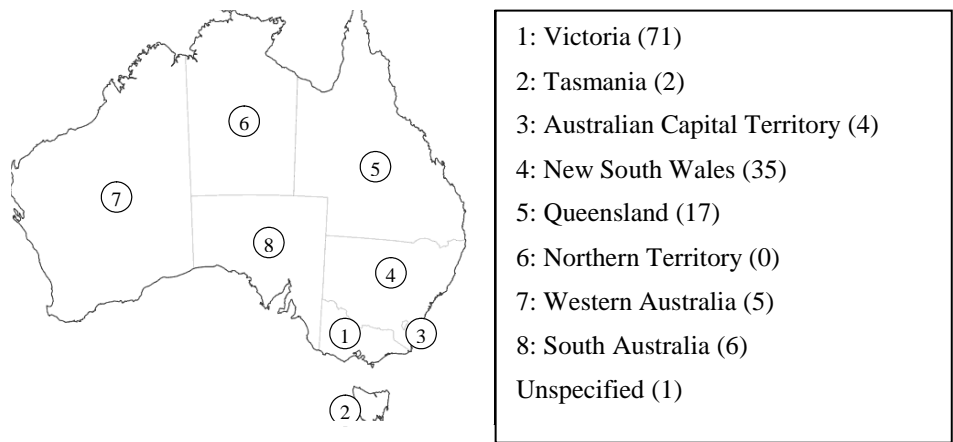 6
5
7
8
4
1
3
2
1: Victoria (71)
2: Tasmania (2)
3: Australian Capital Territory (4)
4: New South Wales (35)
5: Queensland (17)
6: Northern Territory (0)
7: Western Australia (5)
8: South Australia (6)
Unspecified (1)